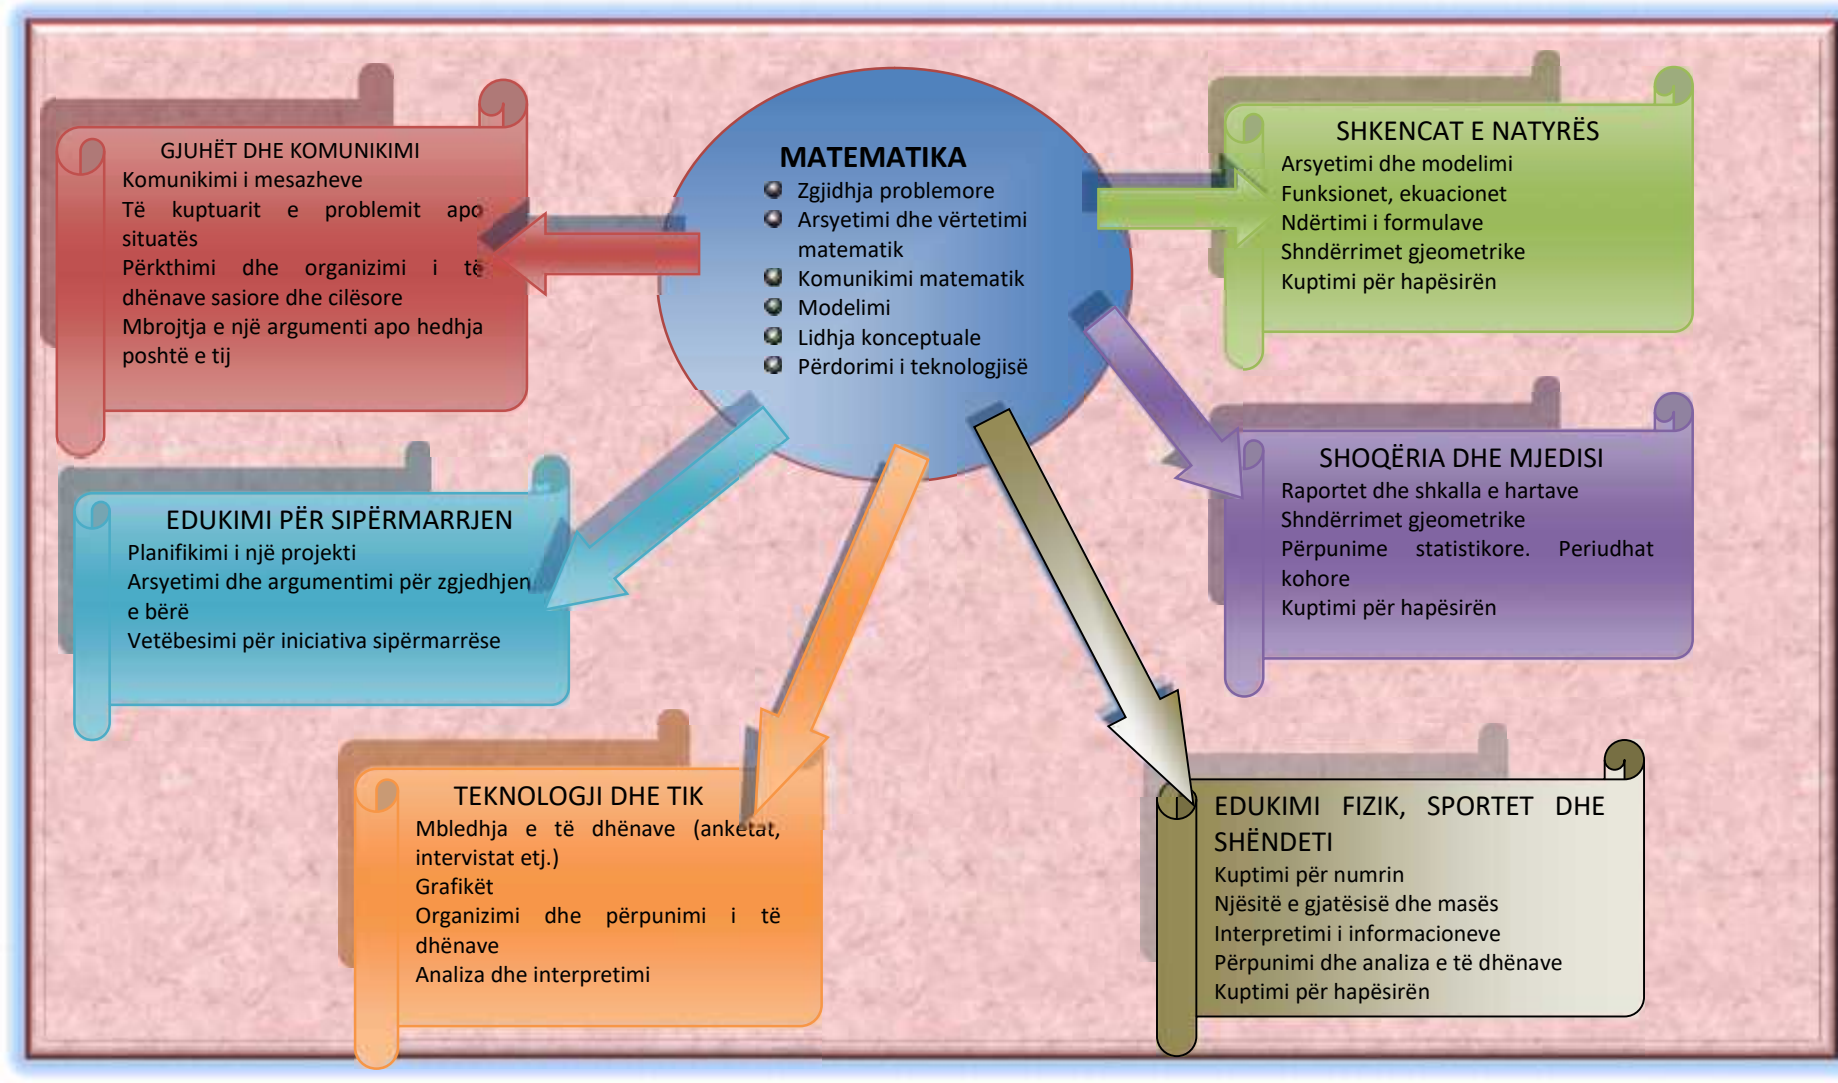 GJUHËT DHE KOMUNIKIMI
Komunikimi i mesazheve
Të kuptuarit e problemit apo
situatës
Përkthimi dhe organizimi i të
dhënave sasiore dhe cilësore
Mbrojtja e një argumenti apo hedhja
poshtë e tij
MATEMATIKA
Zgjidhja problemore
Arsyetimi dhe vërtetimi
matematik
Komunikimi matematik
Modelimi
Lidhja konceptuale
Përdorimi i teknologjisë
SHKENCAT E NATYRËS
Arsyetimi dhe modelimi
Funksionet, ekuacionet
Ndërtimi i formulave
Shndërrimet gjeometrike
Kuptimi për hapësirën
EDUKIMI PËR SIPËRMARRJEN
Planifikimi i një projekti
Arsyetimi dhe argumentimi për zgjedhjen
e bërë
Vetëbesimi për iniciativa sipërmarrëse
SHOQËRIA DHE MJEDISI
Raportet dhe shkalla e hartave
Shndërrimet gjeometrike
Përpunime statistikore. Periudhat
kohore
Kuptimi për hapësirën
TEKNOLOGJI DHE TIK
Mbledhja e të dhënave (anketat,
intervistat etj.)
Grafikët
Organizimi dhe përpunimi i të
dhënave
Analiza dhe interpretimi
EDUKIMI FIZIK, SPORTET DHE
SHËNDETI
Kuptimi për numrin
Njësitë e gjatësisë dhe masës
Interpretimi i informacioneve
Përpunimi dhe analiza e të dhënave
Kuptimi për hapësirën